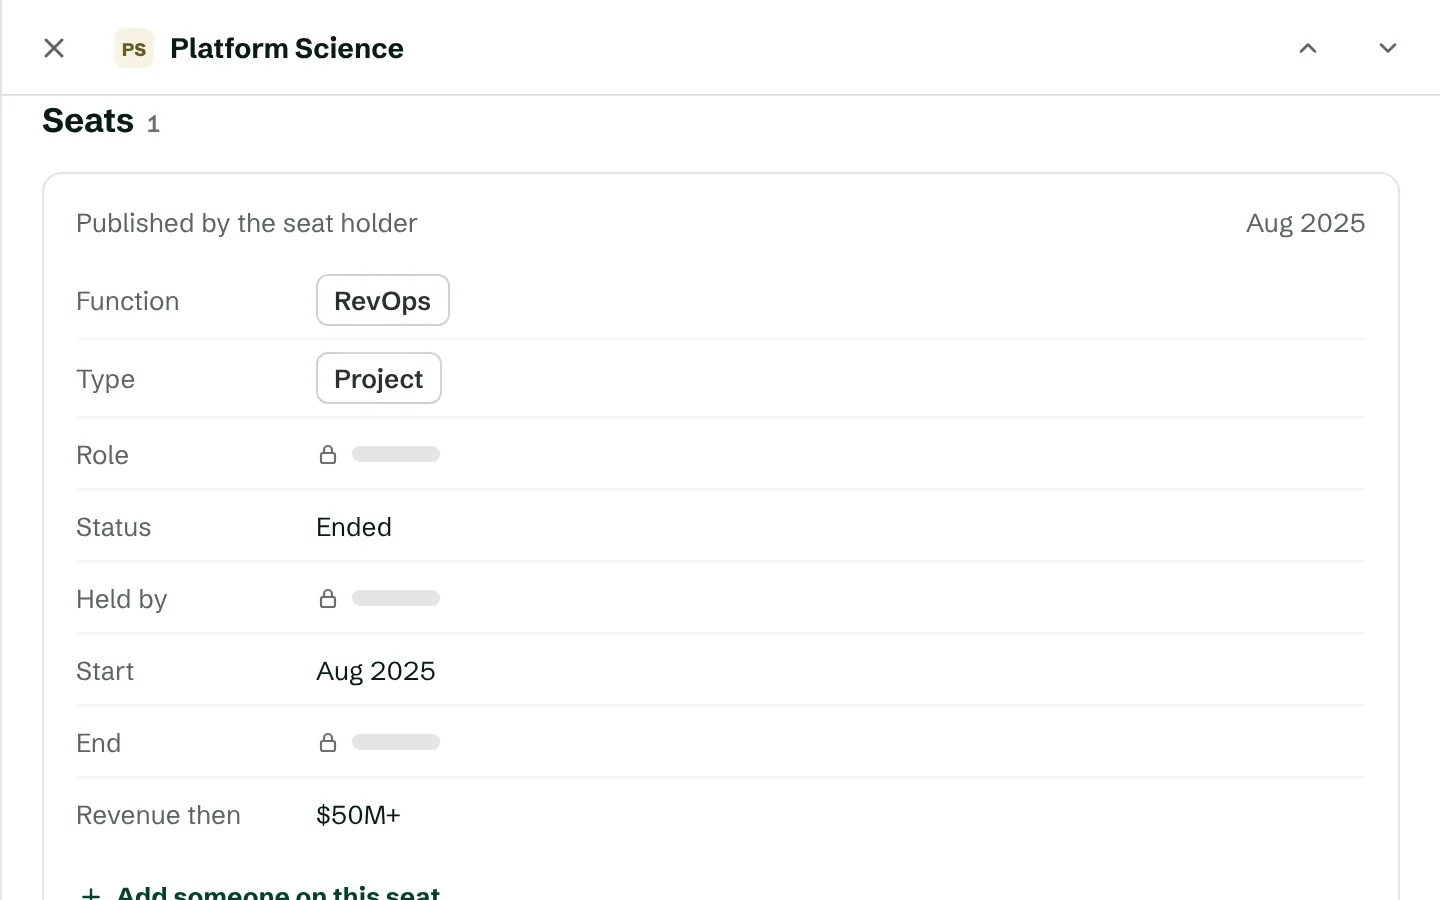 PS Platform Science
Seats 1
Published by the seat holder Aug 2025
Function RevOps
Type Project
Role
Status Ended
Held by
Start Aug 2025
End
Revenue then $50M+
+ Add someone on this seat